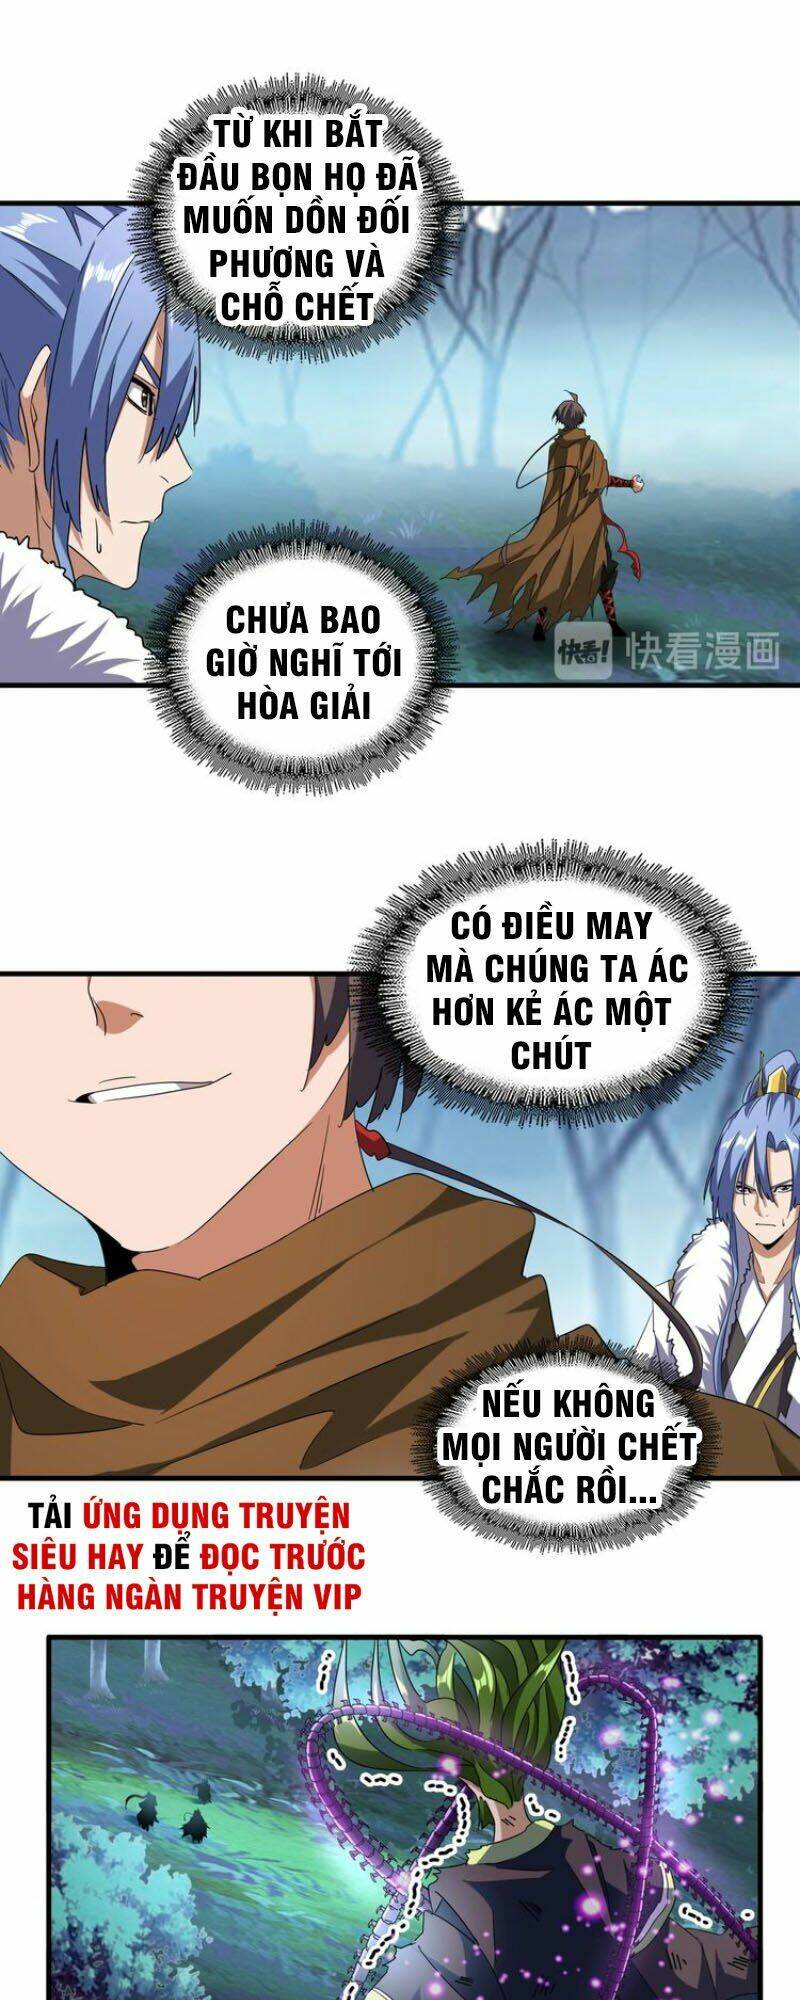 TỪ KHI BẮT
ĐẦU BỌN HỌ ĐÃ
MUỐN DỒN ĐỐI
PHƯƠNG VÀ
CHỖ CHẾT
CHƯA BAO
GIỜ NGHĨ TỚI
HÒA GIẢI
快看! 快看漫画
CÓ ĐIỀU MAY
MÀ CHÚNG TA ÁC
HƠN KẺ ÁC MỘT
CHÚT
NẾU KHÔNG
MỌI NGƯỜI CHẾT
CHẮC RỒI...
TẢI ỨNG DỤNG TRUYỆN
SIÊU HAY ĐỂ ĐỌC TRƯỚC
HÀNG NGÀN TRUYỆN VIP